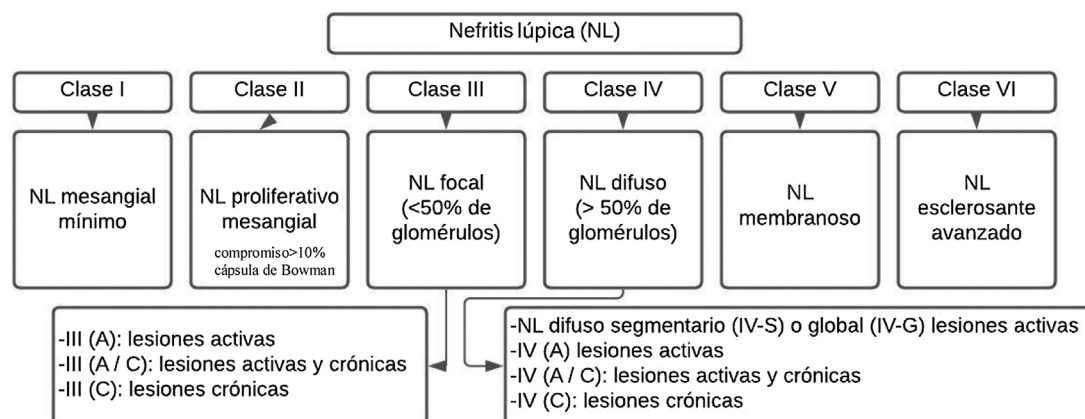 Nefritis lúpica (NL)
Clase I
Clase II
Clase III
Clase IV
Clase V
Clase VI
NL mesangial
mínimo
NL proliferativo
mesangial
compromiso>10%
cápsula de Bowman
NL focal
(<50% de
glomérulos)
NL difuso
(> 50% de
glomérulos)
NL
membranoso
NL
esclerosante
avanzado
-III (A): lesiones activas
-III (A / C): lesiones activas y crónicas
-III (C): lesiones crónicas
-NL difuso segmentario (IV-S) o global (IV-G) lesiones activas
-IV (A) lesiones activas
-IV (A / C): lesiones activas y crónicas
-IV (C): lesiones crónicas